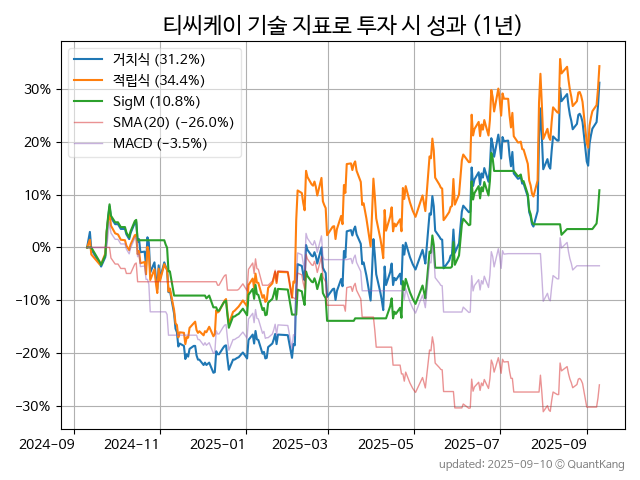 티씨케이 기술 지표로 투자 시 성과 (1년)
거치식 (31.2%)
적립식 (34.4%)
SigM (10.8%)
SMA(20) (−26.0%)
MACD (−3.5%)
30%
20%
10%
0%
−10%
−20%
−30%
2024-09
2024-11
2025-01
2025-03
2025-05
2025-07
2025-09
updated: 2025-09-10 © QuantKang